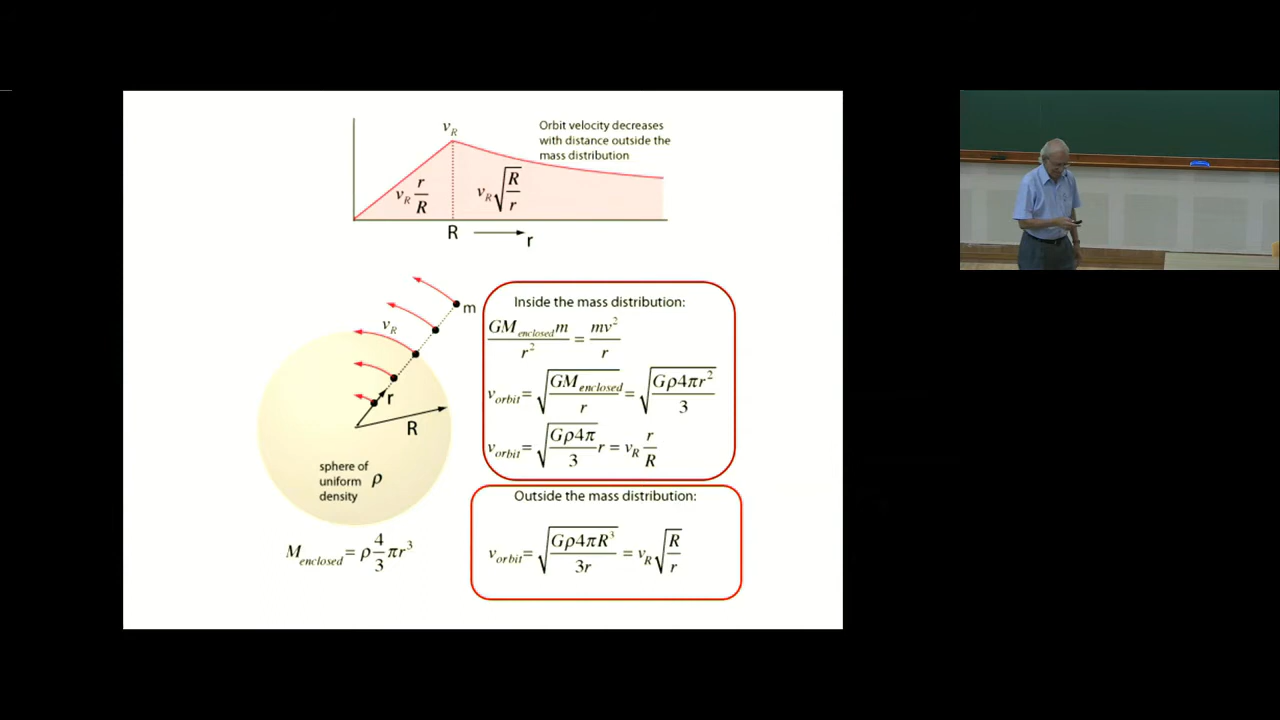 v_R
Orbit velocity decreases
with distance outside the
mass distribution
v_R r/R
v_R √(R/r)
R
r
m
v_R
r
R
sphere of
uniform ρ
density
M_enclosed = ρ 4/3 πr³
Inside the mass distribution:
GM_enclosed m / r² = mv² / r
v_orbit = √(GM_enclosed / r) = √(Gρ4πr² / 3)
v_orbit = √(Gρ4π / 3) r = v_R r/R
Outside the mass distribution:
v_orbit = √(Gρ4πR³ / 3r) = v_R √(R/r)